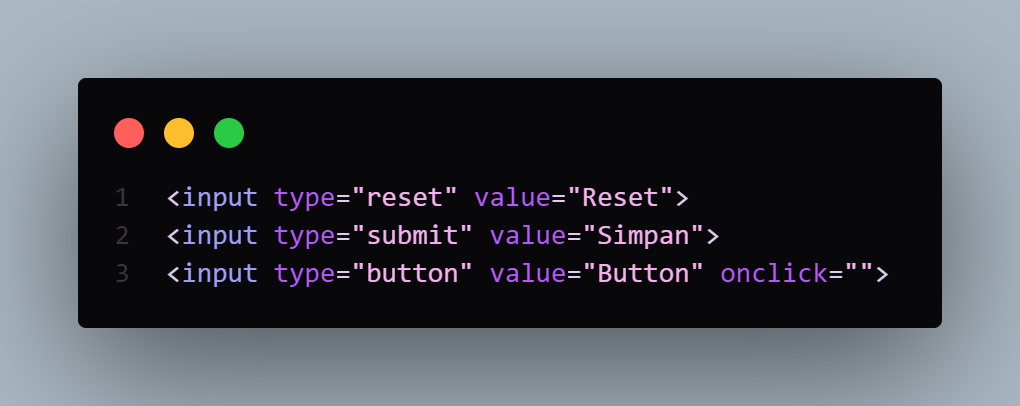 1 <input type="reset" value="Reset">
2 <input type="submit" value="Simpan">
3 <input type="button" value="Button" onclick="">